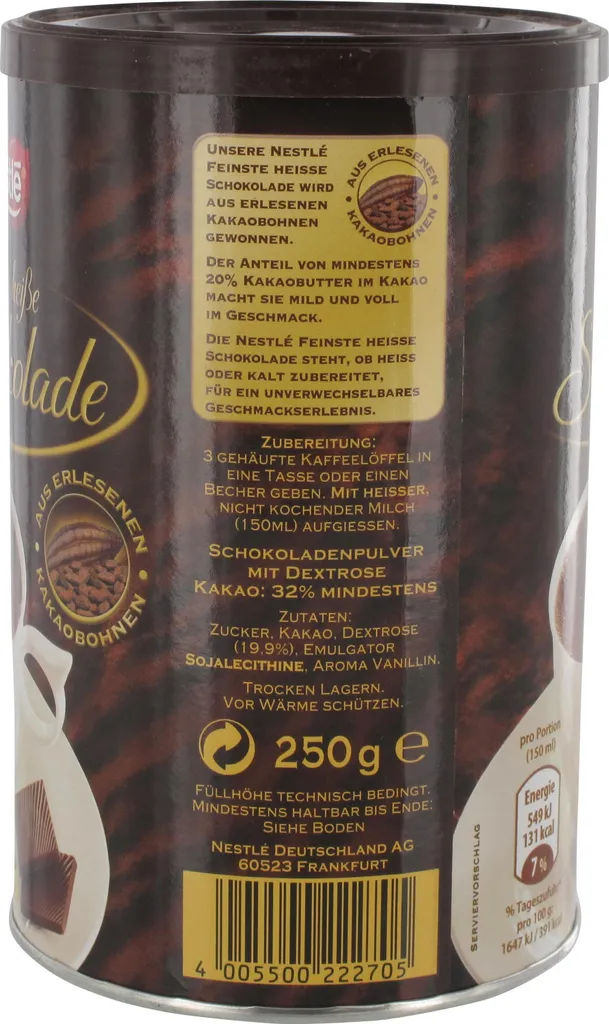 UNSERE NESTLÉ
FEINSTE HEISSE
SCHOKOLADE WIRD
AUS ERLESENEN
KAKAOBOHNEN
GEWONNEN.
AUS ERLESENEN
KAKAOBOHNEN
DER ANTEIL VON MINDESTENS
20% KAKAOBUTTER IM KAKAO
MACHT SIE MILD UND VOLL
IM GESCHMACK.
DIE NESTLÉ FEINSTE HEISSE
SCHOKOLADE STEHT, OB HEISS
ODER KALT ZUBEREITET,
FÜR EIN UNVERWECHSELBARES
GESCHMACKSERLEBNIS.
ZUBEREITUNG:
3 GEHÄUFTE KAFFEELÖFFEL IN
EINE TASSE ODER EINEN
BECHER GEBEN. MIT HEISSER,
NICHT KOCHENDER MILCH
(150ML) AUFGIESSEN.
SCHOKOLADENPULVER
MIT DEXTROSE
KAKAO: 32% MINDESTENS
ZUTATEN:
ZUCKER, KAKAO, DEXTROSE
(19,9%), EMULGATOR
SOJALECITHINE, AROMA VANILLIN.
TROCKEN LAGERN.
VOR WÄRME SCHÜTZEN.
250g e
FÜLLHÖHE TECHNISCH BEDINGT.
MINDESTENS HALTBAR BIS ENDE:
SIEHE BODEN
NESTLÉ DEUTSCHLAND AG
60523 FRANKFURT
4 005500 222705
heiße
colade
AUS ERLESENEN
KAKAOBOHNEN
SERVIERVORSCHLAG
pro Portion
(150 ml)
Energie
549 kJ
131 kcal
7%
% Tageszufuhr
pro 100 g:
1647 kJ / 391 kcal